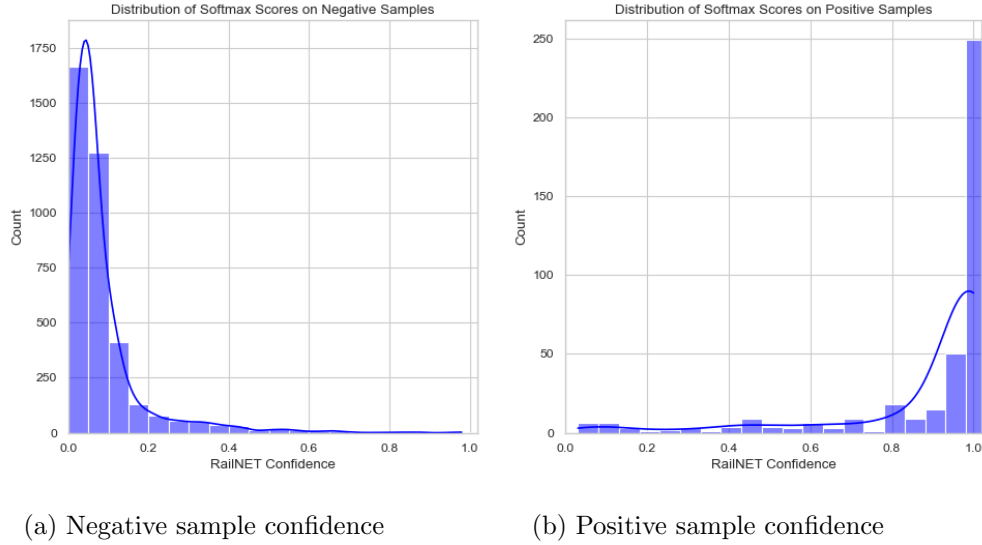 Distribution of Softmax Scores on Negative Samples
1750
1500
1250
1000
750
500
250
0
Count
0.0 0.2 0.4 0.6 0.8 1.0
RailNET Confidence
(a) Negative sample confidence
Distribution of Softmax Scores on Positive Samples
250
200
150
100
50
0
Count
0.0 0.2 0.4 0.6 0.8 1.0
RailNET Confidence
(b) Positive sample confidence